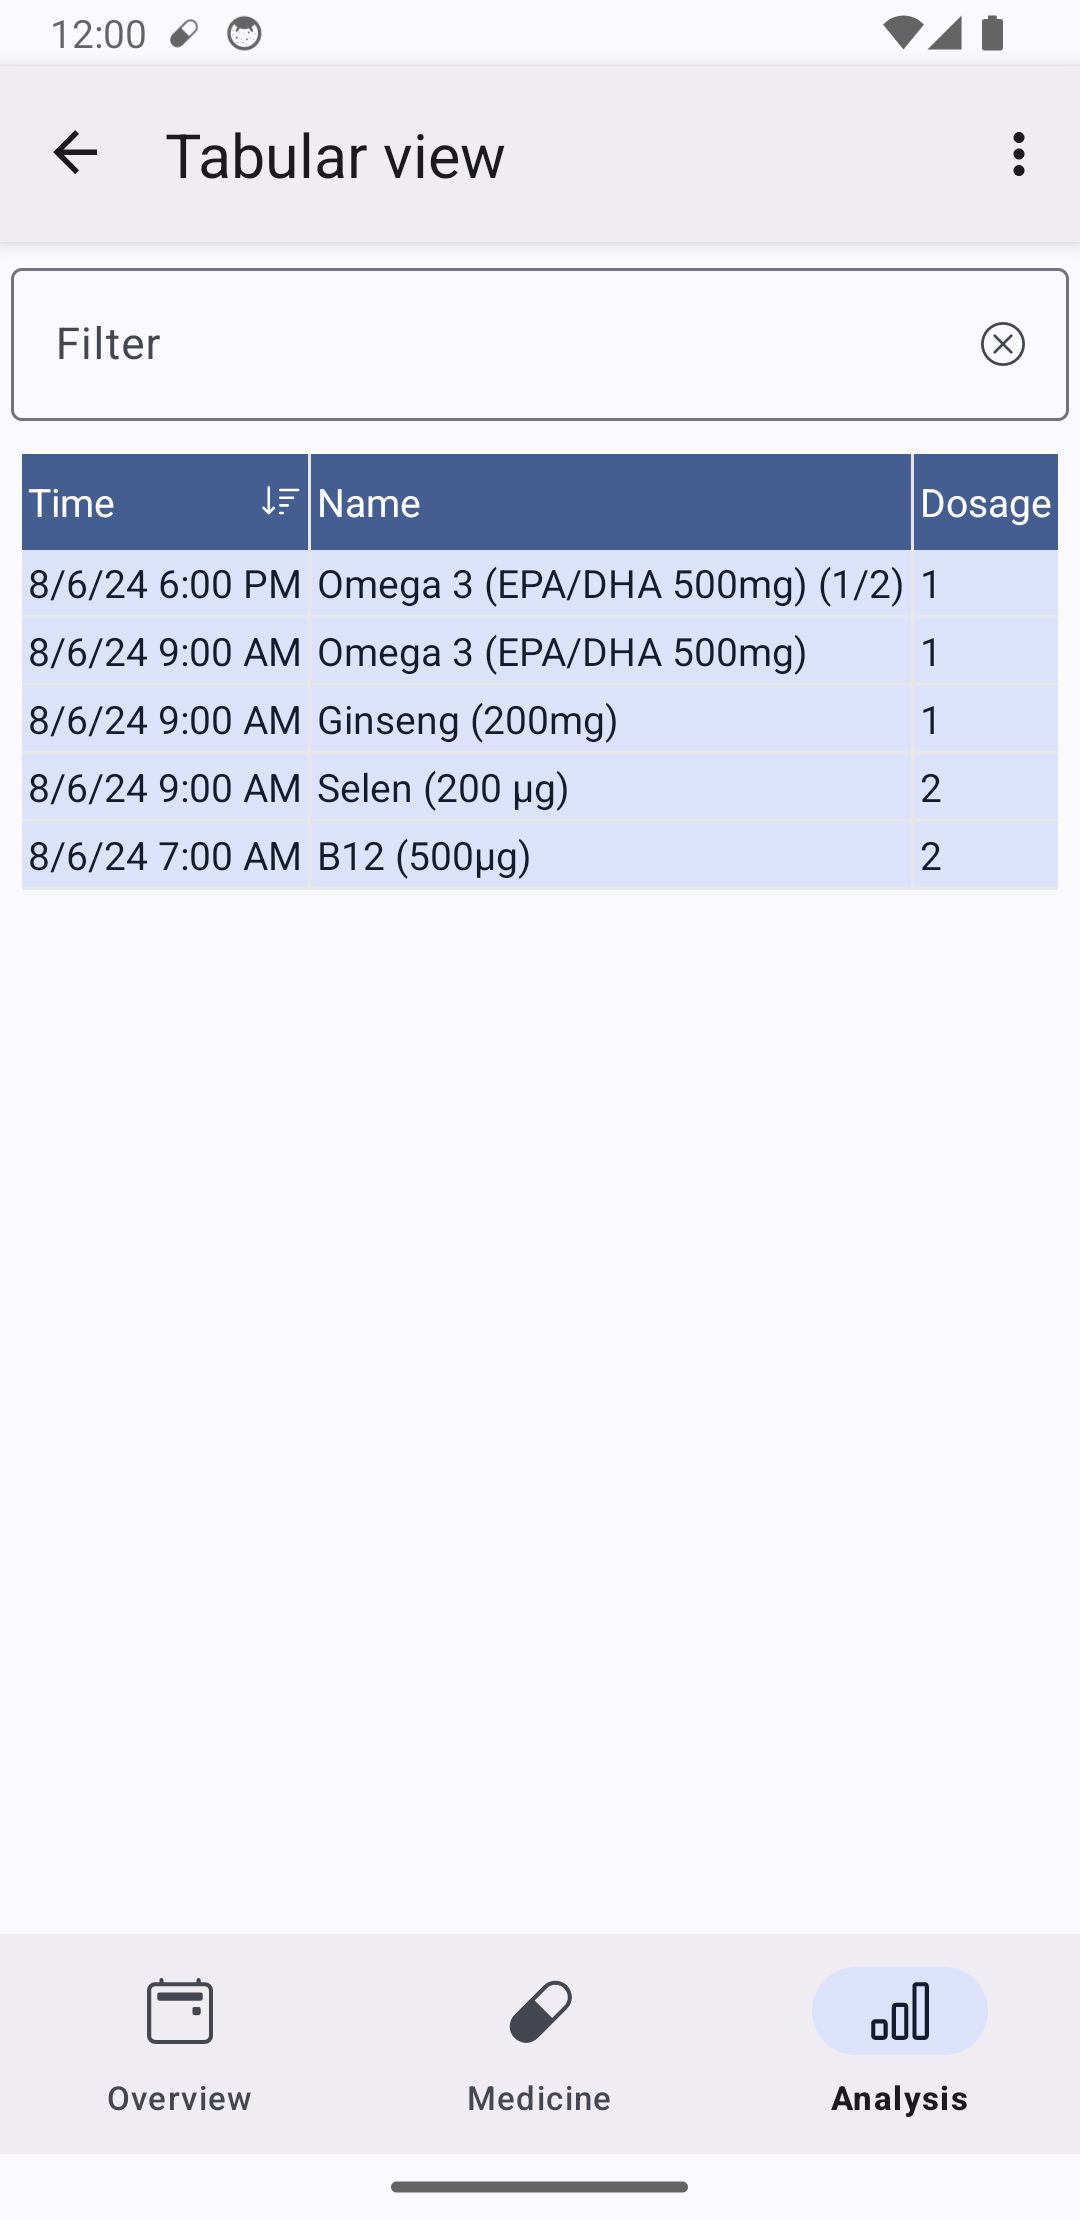 12:00
Tabular view
Filter
Time Name Dosage
8/6/24 6:00 PM Omega 3 (EPA/DHA 500mg) (1/2) 1
8/6/24 9:00 AM Omega 3 (EPA/DHA 500mg) 1
8/6/24 9:00 AM Ginseng (200mg) 1
8/6/24 9:00 AM Selen (200 µg) 2
8/6/24 7:00 AM B12 (500µg) 2
Overview Medicine Analysis